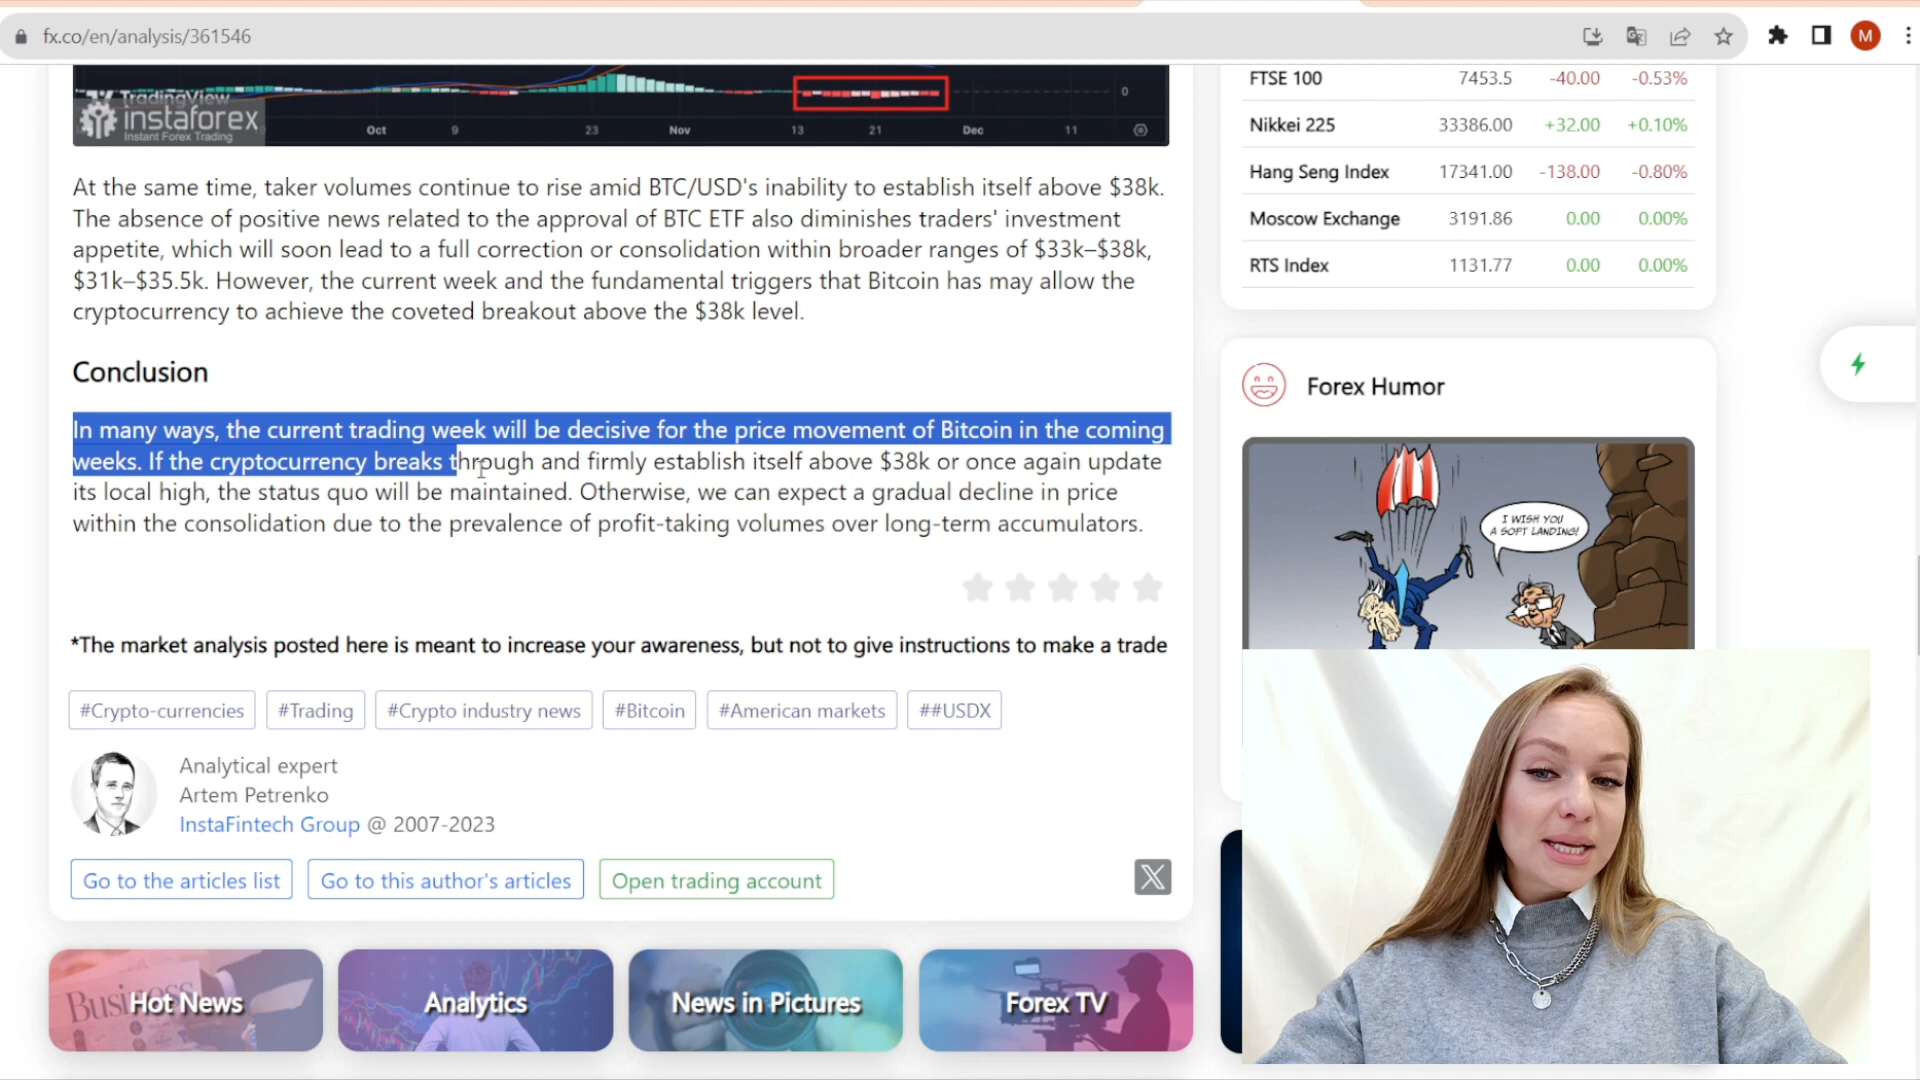 fx.co/en/analysis/361546
M
TradingView
instaforex
Instant Forex Trading
Oct 9 23 Nov 13 21 Dec 11
0
At the same time, taker volumes continue to rise amid BTC/USD's inability to establish itself above $38k.
The absence of positive news related to the approval of BTC ETF also diminishes traders' investment
appetite, which will soon lead to a full correction or consolidation within broader ranges of $33k–$38k,
$31k–$35.5k. However, the current week and the fundamental triggers that Bitcoin has may allow the
cryptocurrency to achieve the coveted breakout above the $38k level.
Conclusion
In many ways, the current trading week will be decisive for the price movement of Bitcoin in the coming
weeks. If the cryptocurrency breaks through and firmly establish itself above $38k or once again update
its local high, the status quo will be maintained. Otherwise, we can expect a gradual decline in price
within the consolidation due to the prevalence of profit-taking volumes over long-term accumulators.
*The market analysis posted here is meant to increase your awareness, but not to give instructions to make a trade
#Crypto-currencies #Trading #Crypto industry news #Bitcoin #American markets ##USDX
Analytical expert
Artem Petrenko
InstaFintech Group @ 2007-2023
Go to the articles list Go to this author's articles Open trading account
X
Business
Hot News Analytics News in Pictures Forex TV
FTSE 100 7453.5 -40.00 -0.53%
Nikkei 225 33386.00 +32.00 +0.10%
Hang Seng Index 17341.00 -138.00 -0.80%
Moscow Exchange 3191.86 0.00 0.00%
RTS Index 1131.77 0.00 0.00%
Forex Humor
I WISH YOU
A SOFT LANDING!